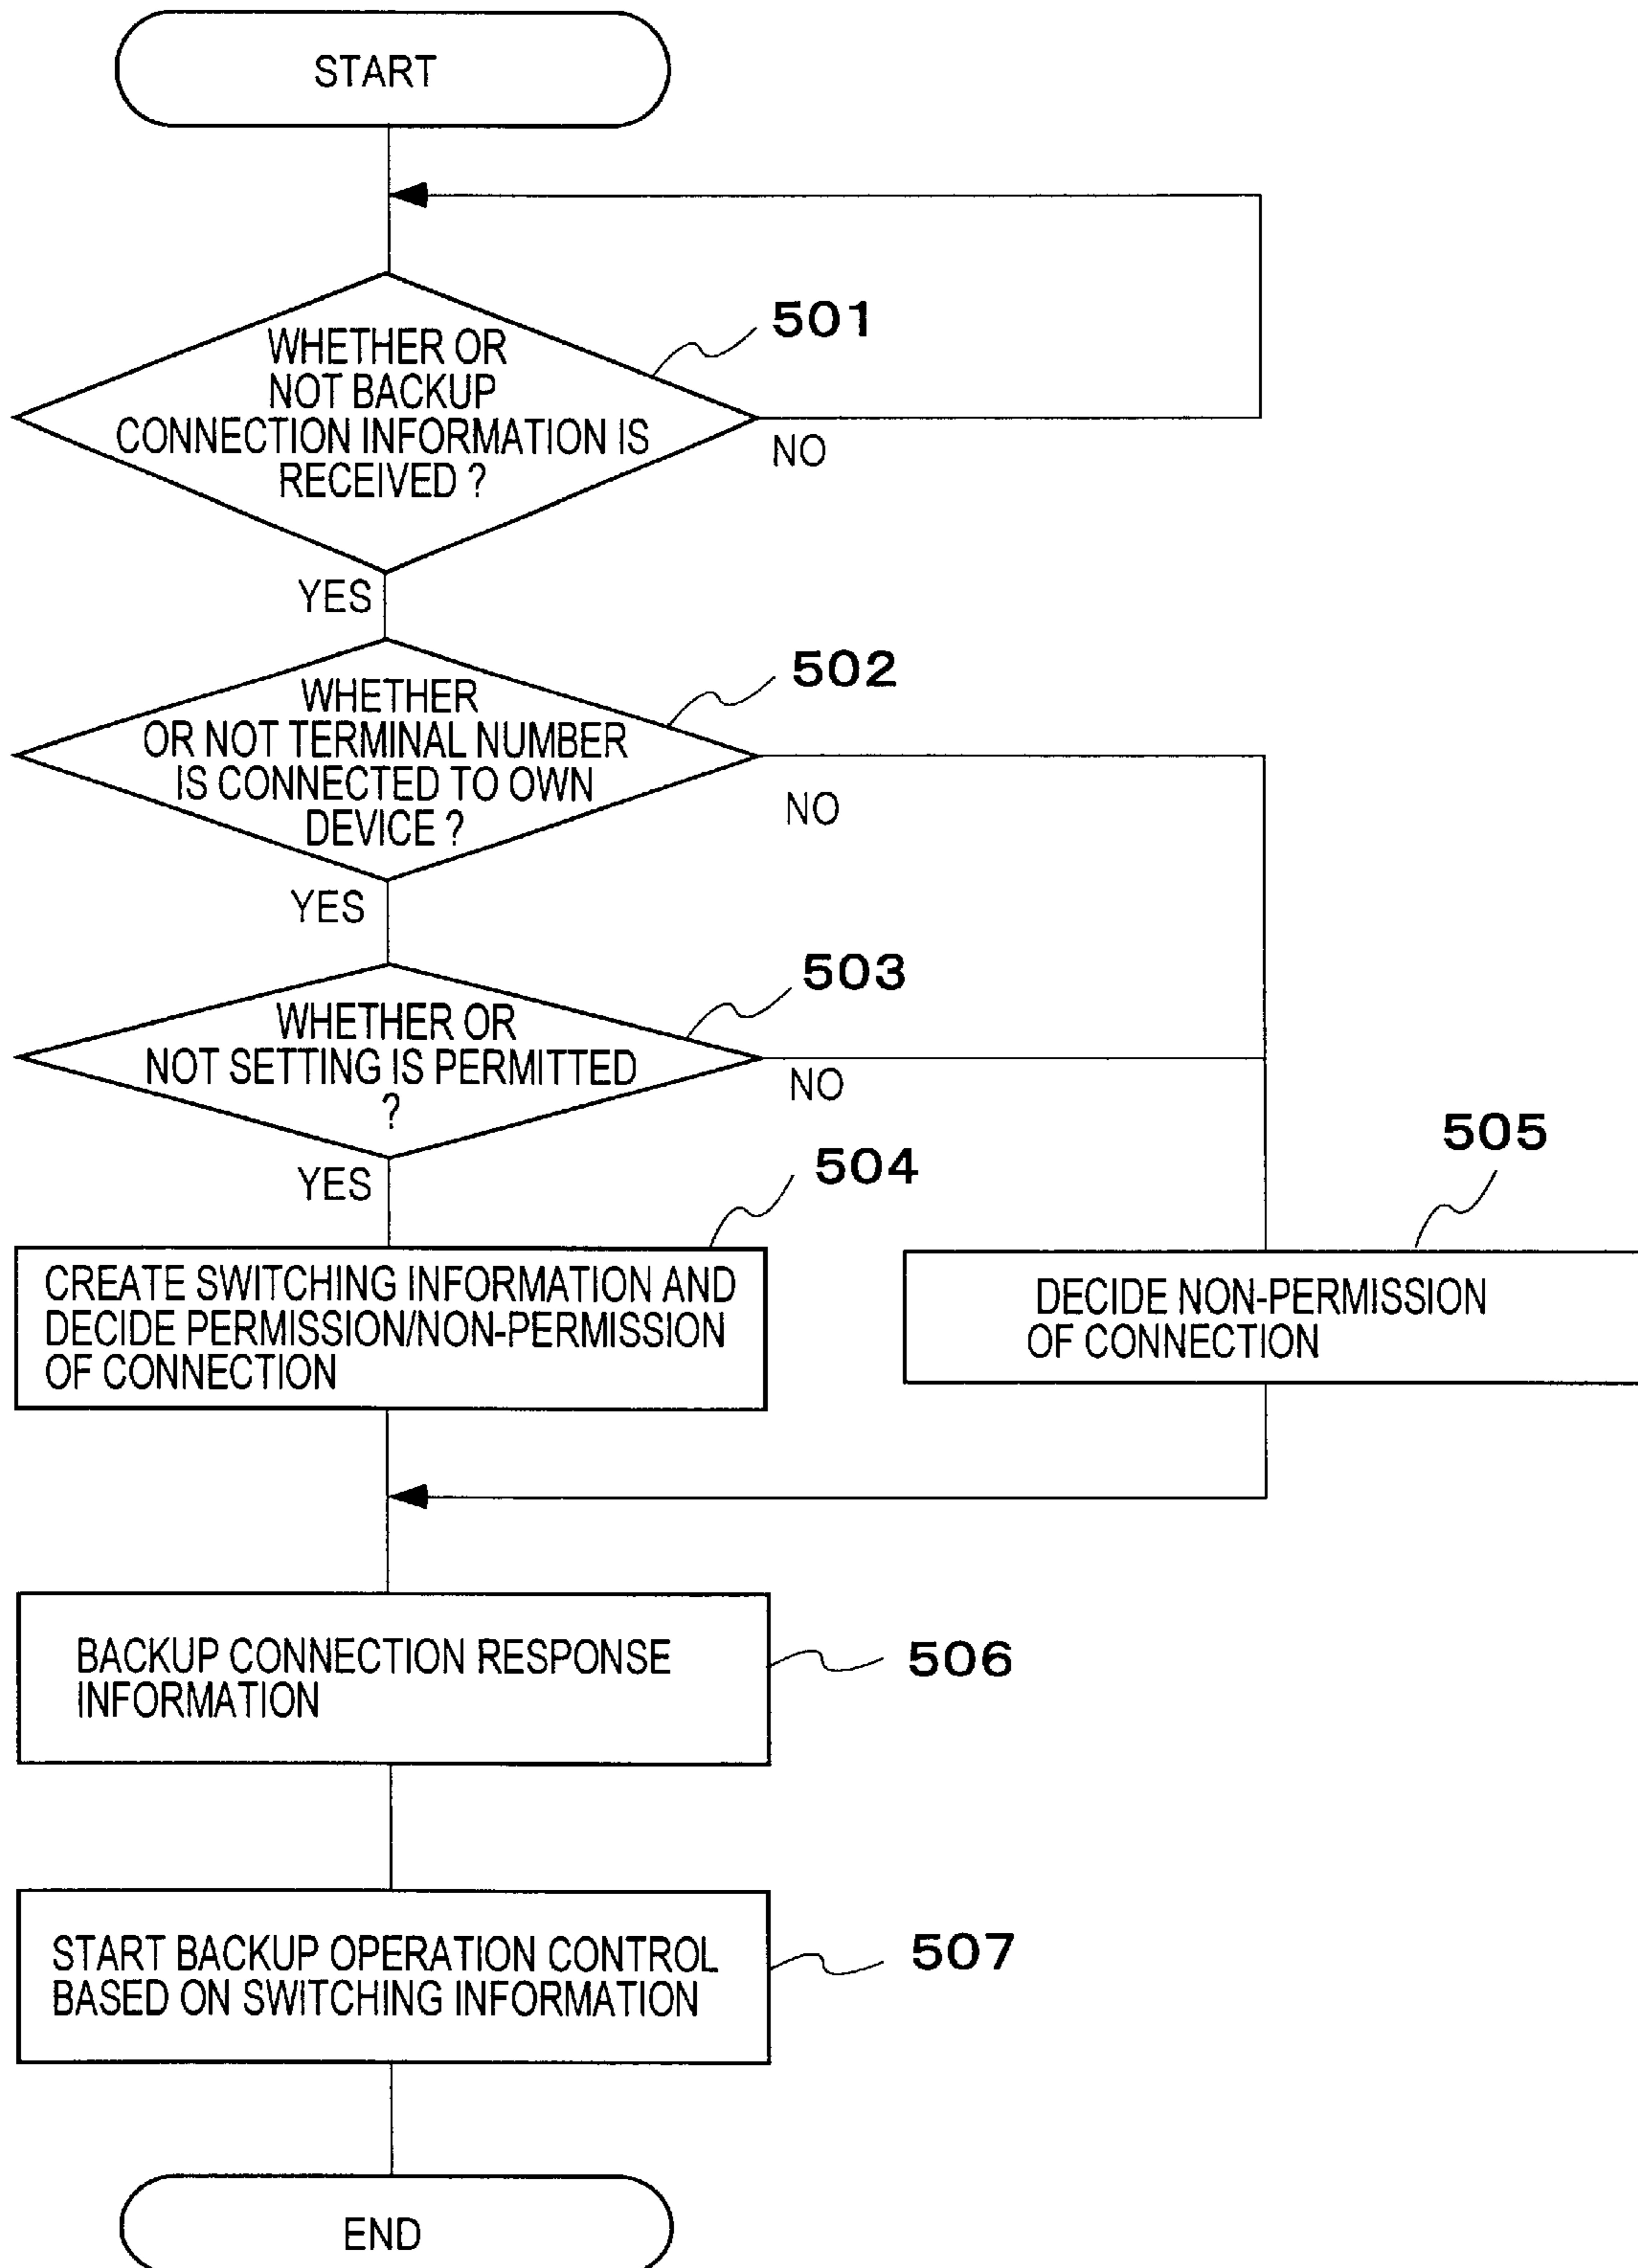 START
501
WHETHER OR
NOT BACKUP
CONNECTION INFORMATION IS
RECEIVED ?
NO
YES
502
WHETHER
OR NOT TERMINAL NUMBER
IS CONNECTED TO OWN
DEVICE ?
NO
YES
503
WHETHER OR
NOT SETTING IS PERMITTED
?
NO
YES
504
CREATE SWITCHING INFORMATION AND
DECIDE PERMISSION/NON-PERMISSION
OF CONNECTION
505
DECIDE NON-PERMISSION
OF CONNECTION
BACKUP CONNECTION RESPONSE
INFORMATION
506
START BACKUP OPERATION CONTROL
BASED ON SWITCHING INFORMATION
507
END